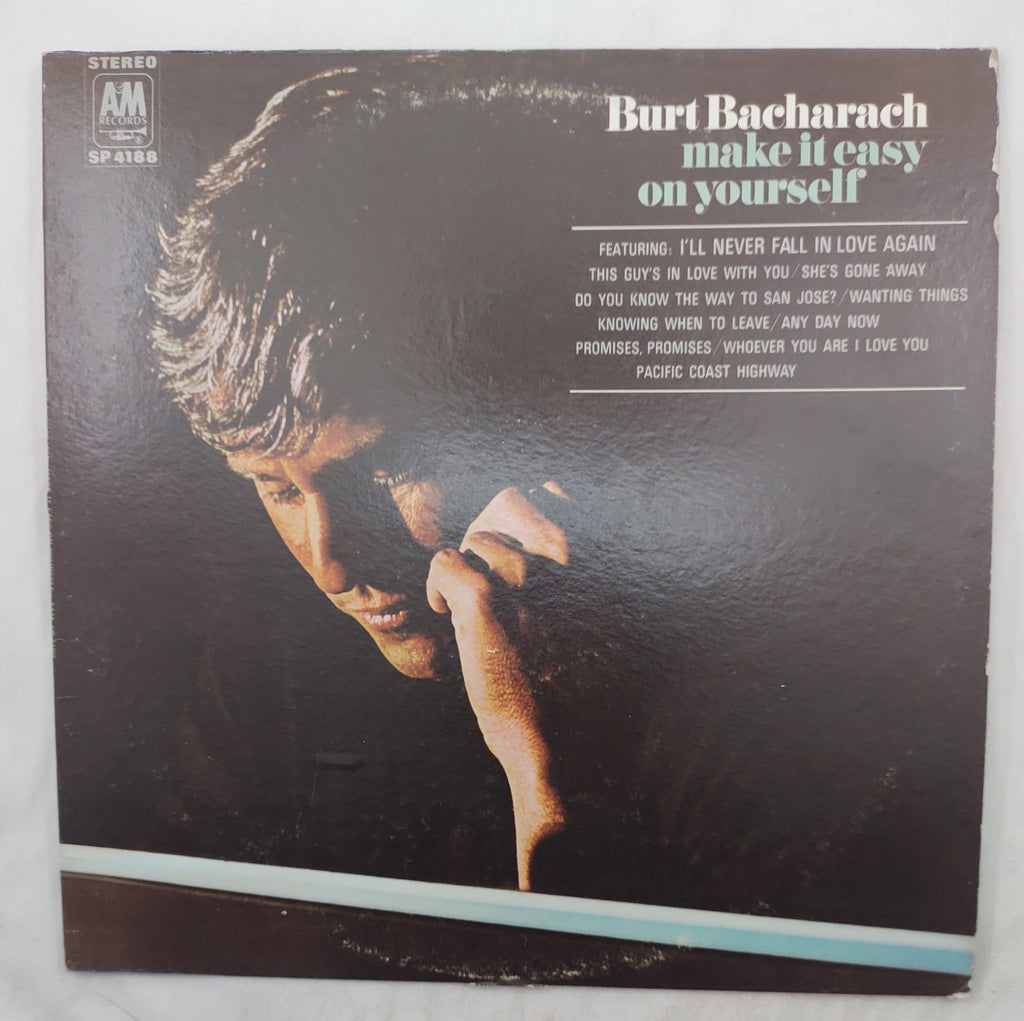 STEREO
AM
RECORDS
SP 4188
Burt Bacharach
make it easy
on yourself
FEATURING: I'LL NEVER FALL IN LOVE AGAIN
THIS GUY'S IN LOVE WITH YOU / SHE'S GONE AWAY
DO YOU KNOW THE WAY TO SAN JOSE? / WANTING THINGS
KNOWING WHEN TO LEAVE / ANY DAY NOW
PROMISES, PROMISES / WHOEVER YOU ARE I LOVE YOU
PACIFIC COAST HIGHWAY